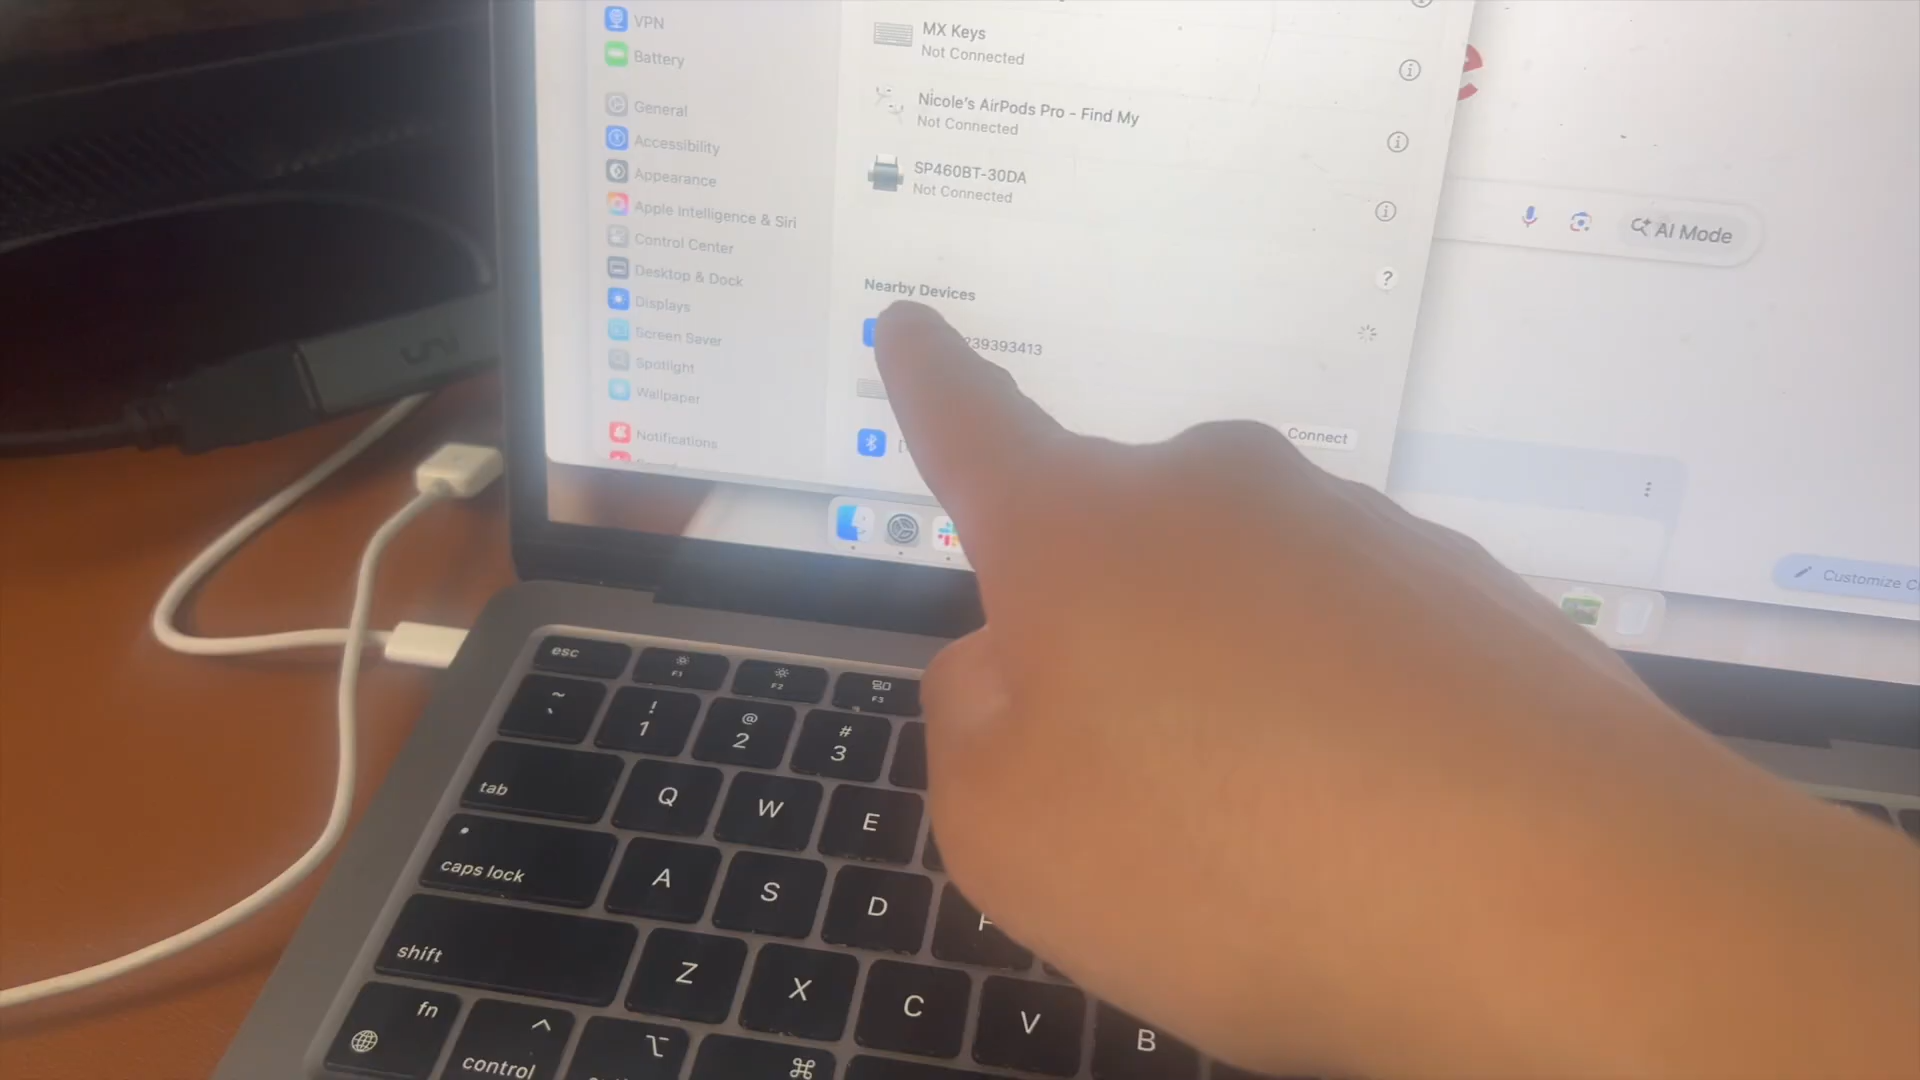 VPN
Battery
General
Accessibility
Appearance
Apple Intelligence & Siri
Control Center
Desktop & Dock
Displays
Screen Saver
Spotlight
Wallpaper
Notifications
MX Keys
Not Connected
Nicole's AirPods Pro - Find My
Not Connected
SP460BT-30DA
Not Connected
Nearby Devices
?
239393413
Connect
AI Mode
Customize C
esc
F1
F2
F3
~
`
!
1
@
2
#
3
tab
Q
W
E
caps lock
A
S
D
F
shift
Z
X
C
V
B
fn
control